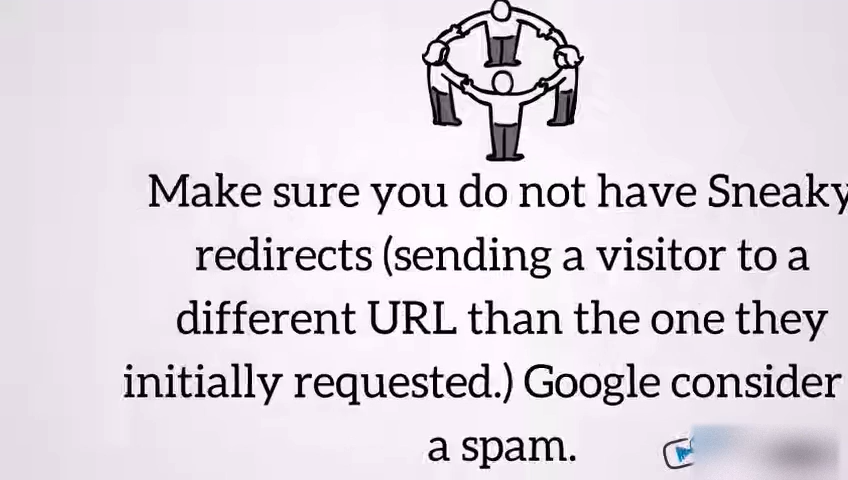 Make sure you do not have Sneaky
redirects (sending a visitor to a
different URL than the one they
initially requested.) Google consider
a spam.